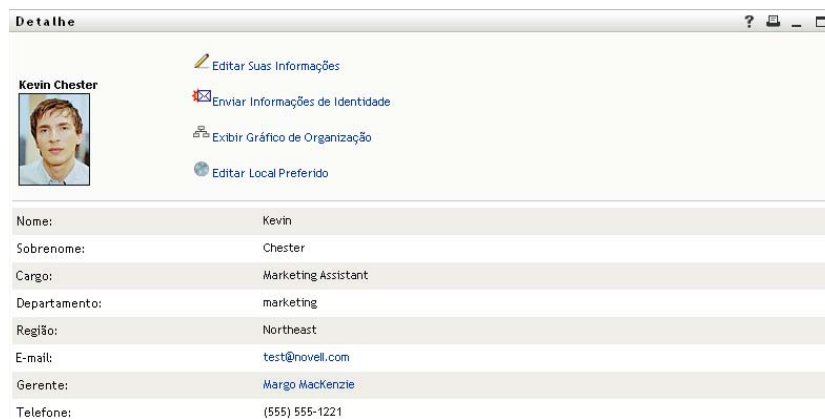 Detalhe
Editar Suas Informações
Kevin Chester
Enviar Informações de Identidade
Exibir Gráfico de Organização
Editar Local Preferido
Nome: Kevin
Sobrenome: Chester
Cargo: Marketing Assistant
Departamento: marketing
Região: Northeast
E-mail: test@novell.com
Gerente: Margo MacKenzie
Telefone: (555) 555-1221